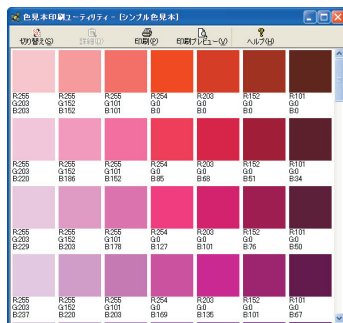 色見本印刷ユーティリティー - [シンプル色見本]
切り替え(S) 詳細(D) 印刷(P) 印刷プレビュー(V) ヘルプ(H)
R:255 R:255 R:255 R:254 R:203 R:152 R:101
G:203 G:152 G:101 G:0 G:0 G:0 G:0
B:203 B:152 B:101 B:0 B:0 B:0 B:0
R:255 R:255 R:255 R:254 R:203 R:152 R:101
G:203 G:152 G:101 G:0 G:0 G:0 G:0
B:220 B:186 B:152 B:85 B:68 B:51 B:34
R:255 R:255 R:255 R:254 R:203 R:152 R:101
G:203 G:152 G:101 G:0 G:0 G:0 G:0
B:229 B:203 B:178 B:127 B:101 B:76 B:50
R:255 R:255 R:255 R:254 R:203 R:152 R:101
G:203 G:152 G:101 G:0 G:0 G:0 G:0
B:237 B:220 B:203 B:169 B:135 B:101 B:67